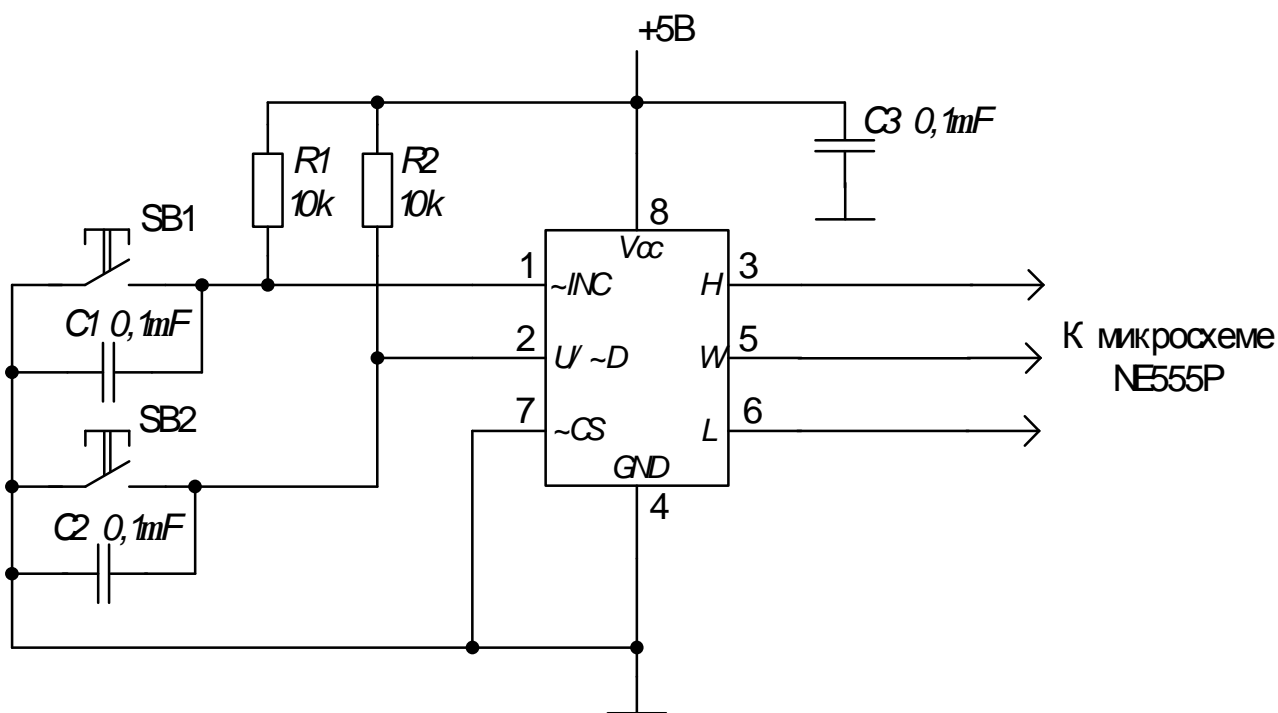 +5В
C3 0,1mF
R1
10k
R2
10k
SB1
8
Vcc
1
~INC
H
3
C1 0,1mF
2
U/ ~D
W
5
К микросхеме
NE555P
SB2
7
~CS
L
6
GND
4
C2 0,1mF